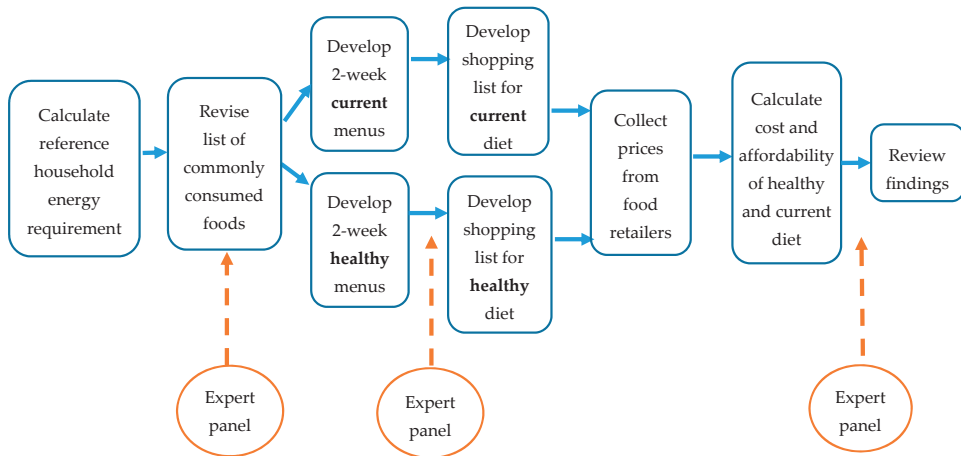 Calculate
reference
household
energy
requirement
Revise
list of
commonly
consumed
foods
Develop
2-week
current
menus
Develop
2-week
healthy
menus
Develop
shopping
list for
current
diet
Develop
shopping
list for
healthy
diet
Collect
prices
from
food
retailers
Calculate
cost and
affordability
of healthy
and current
diet
Review
findings
Expert
panel
Expert
panel
Expert
panel